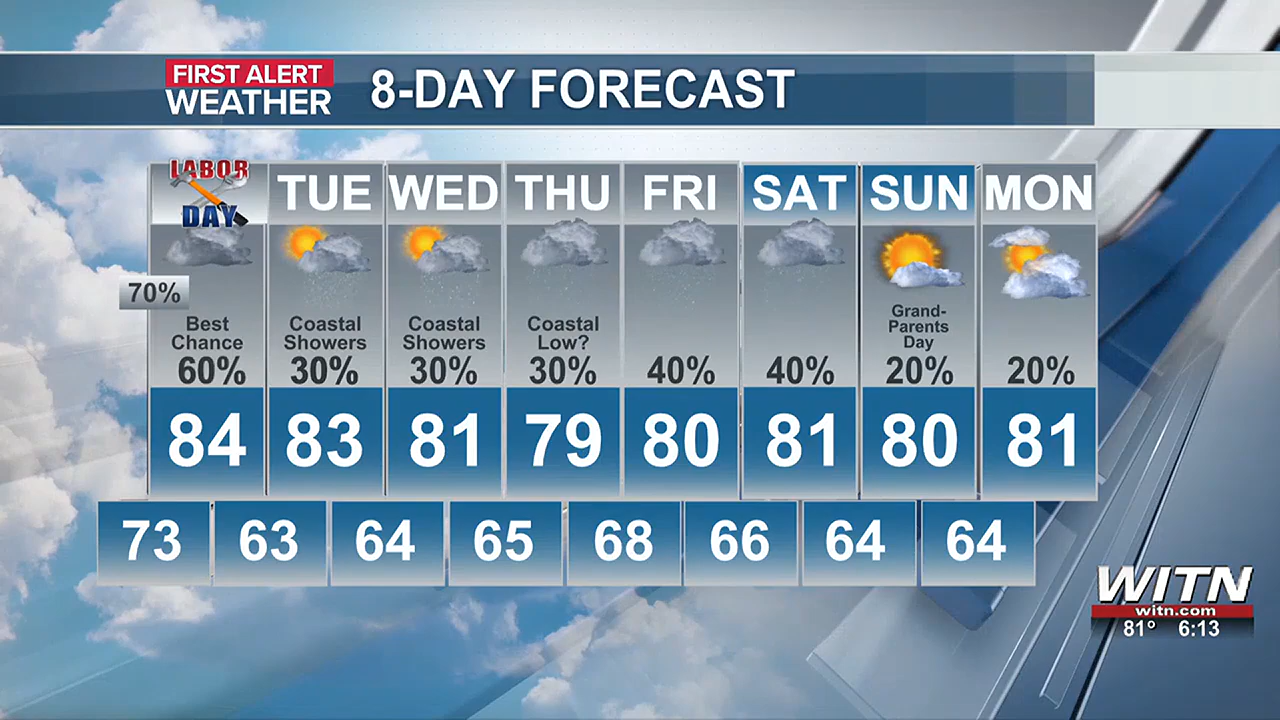 FIRST ALERT
WEATHER
8-DAY FORECAST
LABOR
DAY
TUE
WED
THU
FRI
SAT
SUN
MON
70%
Best
Chance
60%
Coastal
Showers
30%
Coastal
Showers
30%
Coastal
Low?
30%
40%
40%
Grand-
Parents
Day
20%
20%
84
83
81
79
80
81
80
81
73
63
64
65
68
66
64
64
WITN
witn.com
81° 6:13